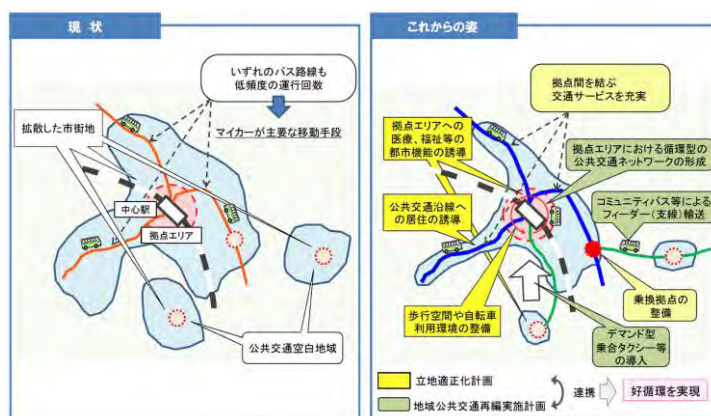 現 状
いずれのバス路線も
低頻度の運行回数
マイカーが主要な移動手段
拡散した市街地
中心駅
拠点エリア
公共交通空白地域
これからの姿
拠点間を結ぶ
交通サービスを充実
拠点エリアへの
医療、福祉等の
都市機能の誘導
拠点エリアにおける循環型の
公共交通ネットワークの形成
公共交通沿線へ
の居住の誘導
コミュニティバス等による
フィーダー(支線)輸送
乗換拠点の
整備
歩行空間や自転車
利用環境の整備
デマンド型
乗合タクシー等
の導入
立地適正化計画
地域公共交通再編実施計画
連携
好循環を実現